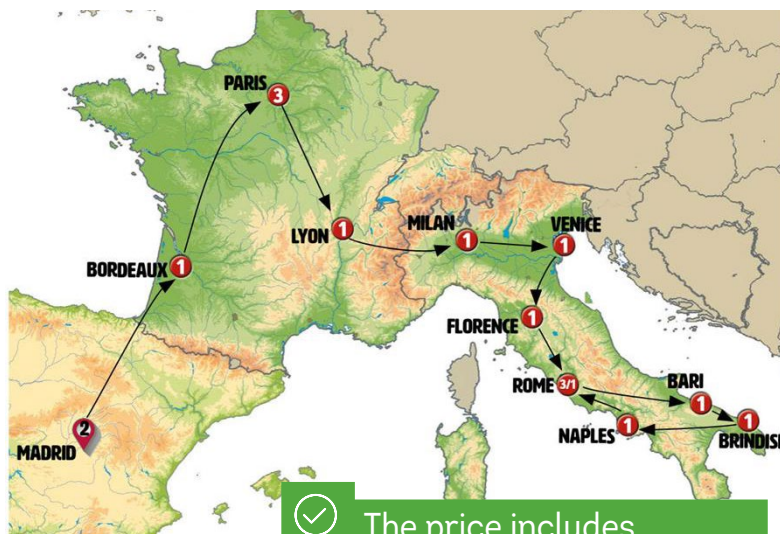 PARIS
3
LYON
1
MILAN
1
VENICE
1
BORDEAUX
1
FLORENCE
1
ROME
3/1
BARI
1
NAPLES
1
BRINDISI
1
MADRID
2
The price includes